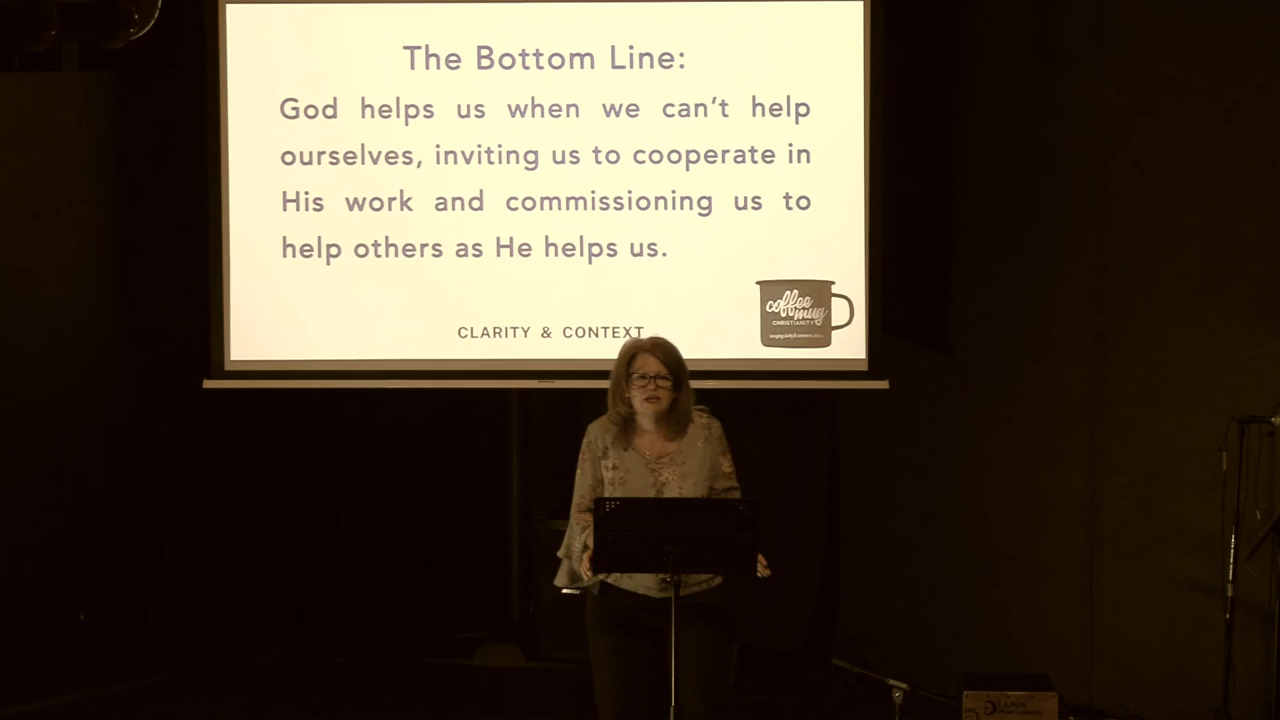 The Bottom Line:
God helps us when we can't help
ourselves, inviting us to cooperate in
His work and commissioning us to
help others as He helps us.
CLARITY & CONTEXT
coffee
mug
CHRISTIANITY
LUNA